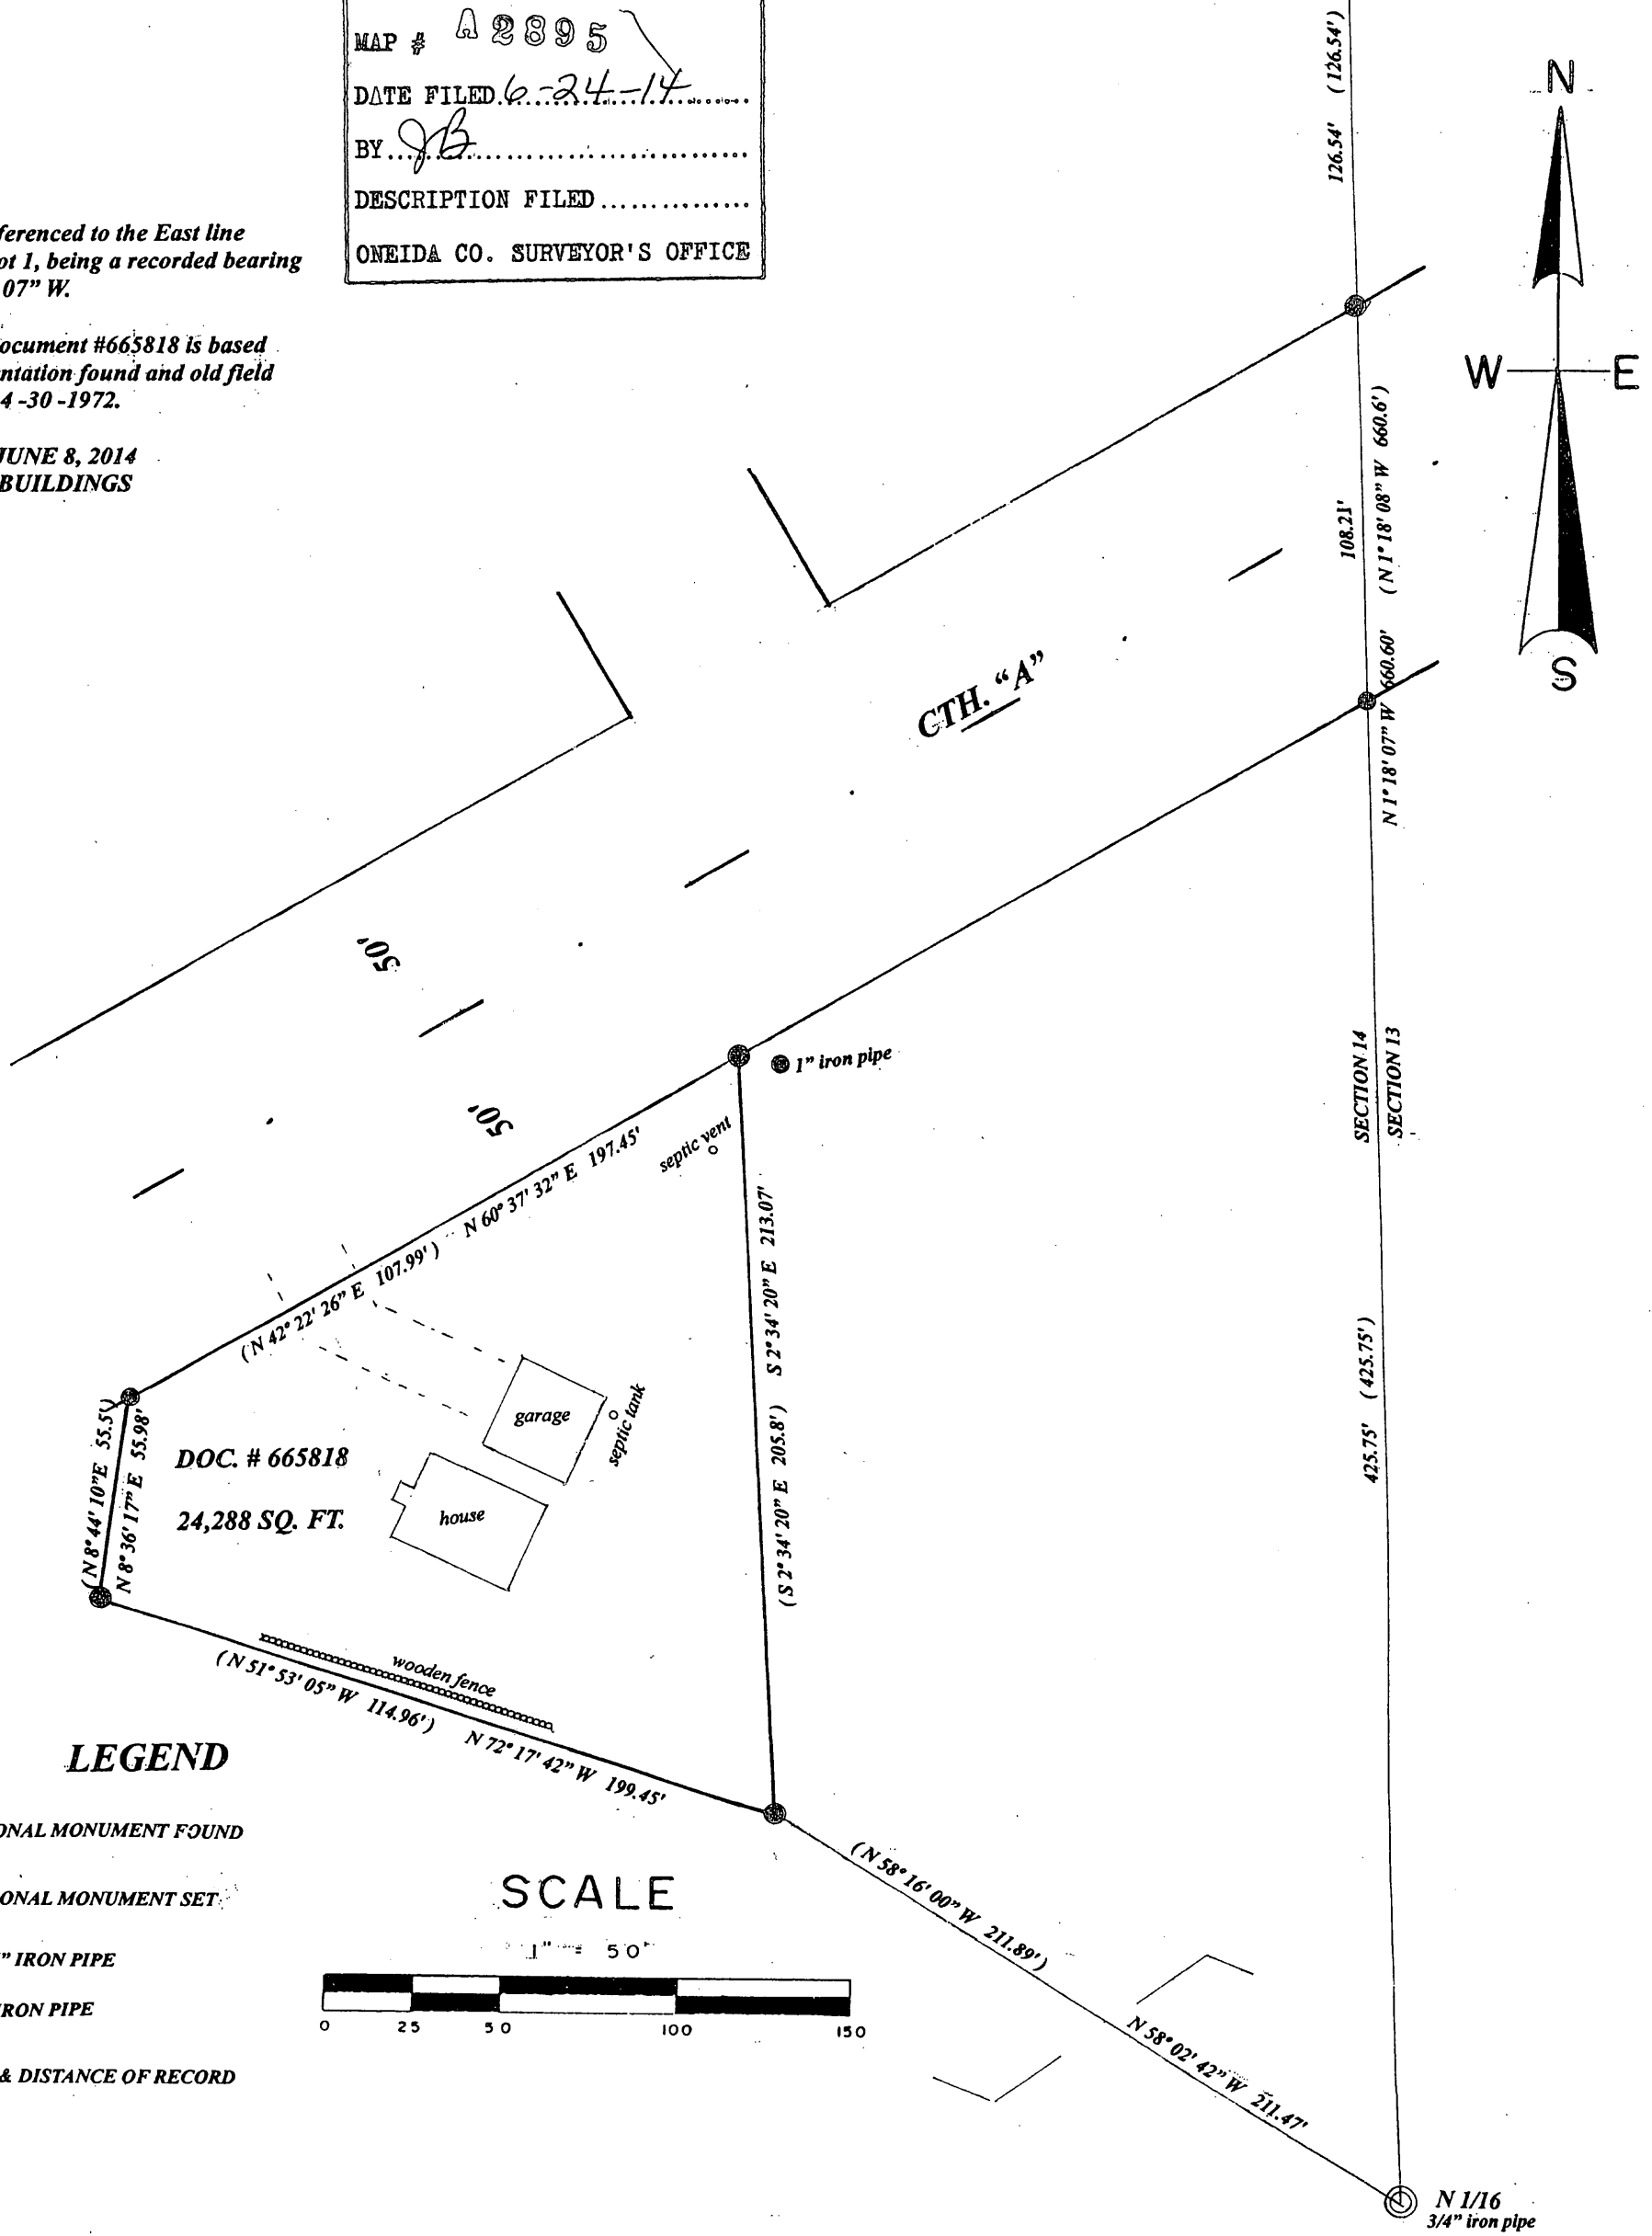 MAP # A2895
DATE FILED 6-24-14
BY JB
DESCRIPTION FILED
ONEIDA CO. SURVEYOR'S OFFICE
ferenced to the East line
ot 1, being a recorded bearing
07” W.
ocument #665818 is based
ntation found and old field
4 -30 -1972.
JUNE 8, 2014
BUILDINGS
126.54' (126.54')
N
W E
S
108.21'
N 1° 18' 07” W 660.60' (N 1° 18' 08” W 660.6')
CTH. “A”
50'
50'
1” iron pipe
septic vent
SECTION 14
SECTION 13
(N 42° 22' 26” E 107.99') N 60° 37' 32” E 197.45'
(S 2° 34' 20” E 205.8') S 2° 34' 20” E 213.07'
425.75' (425.75')
(N 8° 44' 10” E 55.5')
N 8° 36' 17” E 55.98'
DOC. # 665818
24,288 SQ. FT.
garage
septic tank
house
wooden fence
(N 51° 53' 05” W 114.96') N 72° 17' 42” W 199.45'
LEGEND
ONAL MONUMENT FOUND
ONAL MONUMENT SET
” IRON PIPE
RON PIPE
& DISTANCE OF RECORD
SCALE
1" = 50'
0 25 50 100 150
(N 58° 16' 00” W 211.89')
N 58° 02' 42” W 211.47'
N 1/16
3/4” iron pipe